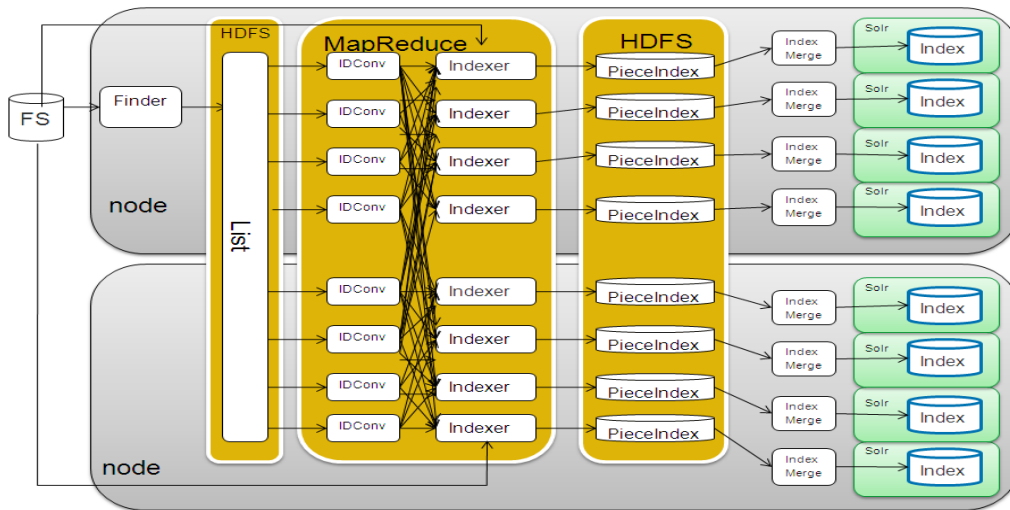 HDFS
MapReduce
HDFS
FS
Finder
node
List
IDConv
Indexer
PieceIndex
Index
Merge
Solr
Index
IDConv
Indexer
PieceIndex
Index
Merge
Solr
Index
IDConv
Indexer
PieceIndex
Index
Merge
Solr
Index
IDConv
Indexer
PieceIndex
Index
Merge
Solr
Index
node
IDConv
Indexer
PieceIndex
Index
Merge
Solr
Index
IDConv
Indexer
PieceIndex
Index
Merge
Solr
Index
IDConv
Indexer
PieceIndex
Index
Merge
Solr
Index
IDConv
Indexer
PieceIndex
Index
Merge
Solr
Index